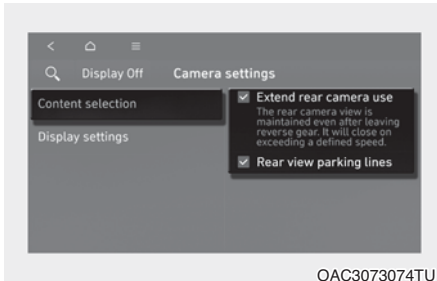 Display Off Camera settings
Content selection
Display settings
Extend rear camera use
The rear camera view is
maintained even after leaving
reverse gear. It will close on
exceeding a defined speed.
Rear view parking lines
OAC3073074TU